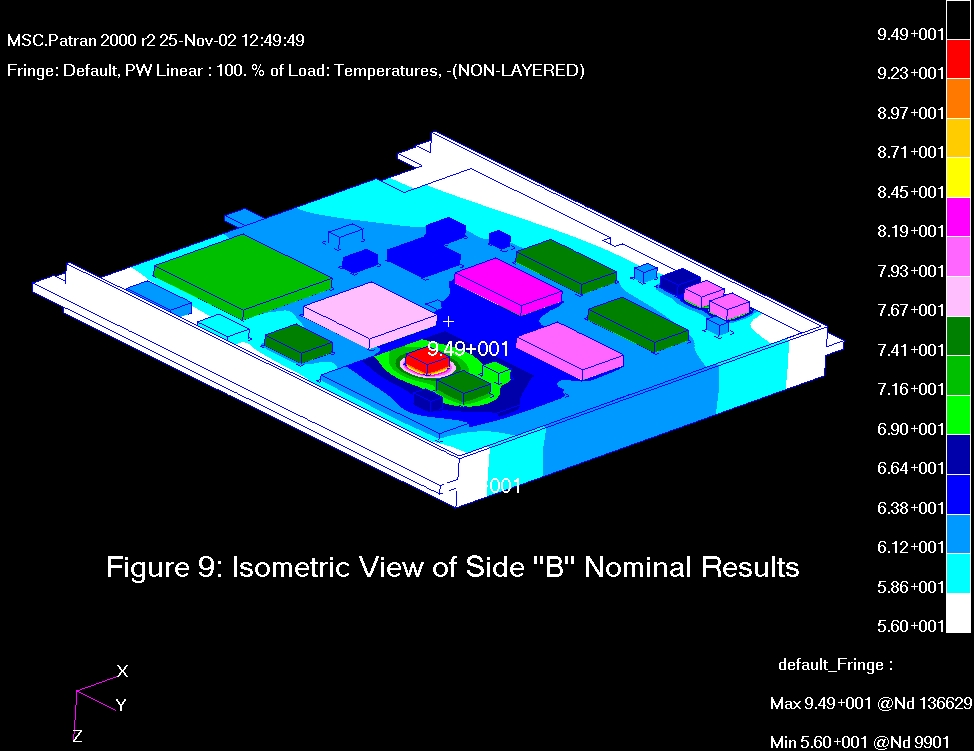 MSC.Patran 2000 r2 25-Nov-02 12:49:49
Fringe: Default, PW Linear : 100. % of Load: Temperatures, -(NON-LAYERED)
9.49+001
9.23+001
8.97+001
8.71+001
8.45+001
8.19+001
7.93+001
7.67+001
7.41+001
7.16+001
6.90+001
6.64+001
6.38+001
6.12+001
5.86+001
5.60+001
9.49+001
001
Figure 9: Isometric View of Side "B" Nominal Results
X
Y
Z
default_Fringe :
Max 9.49+001 @Nd 136629
Min 5.60+001 @Nd 9901